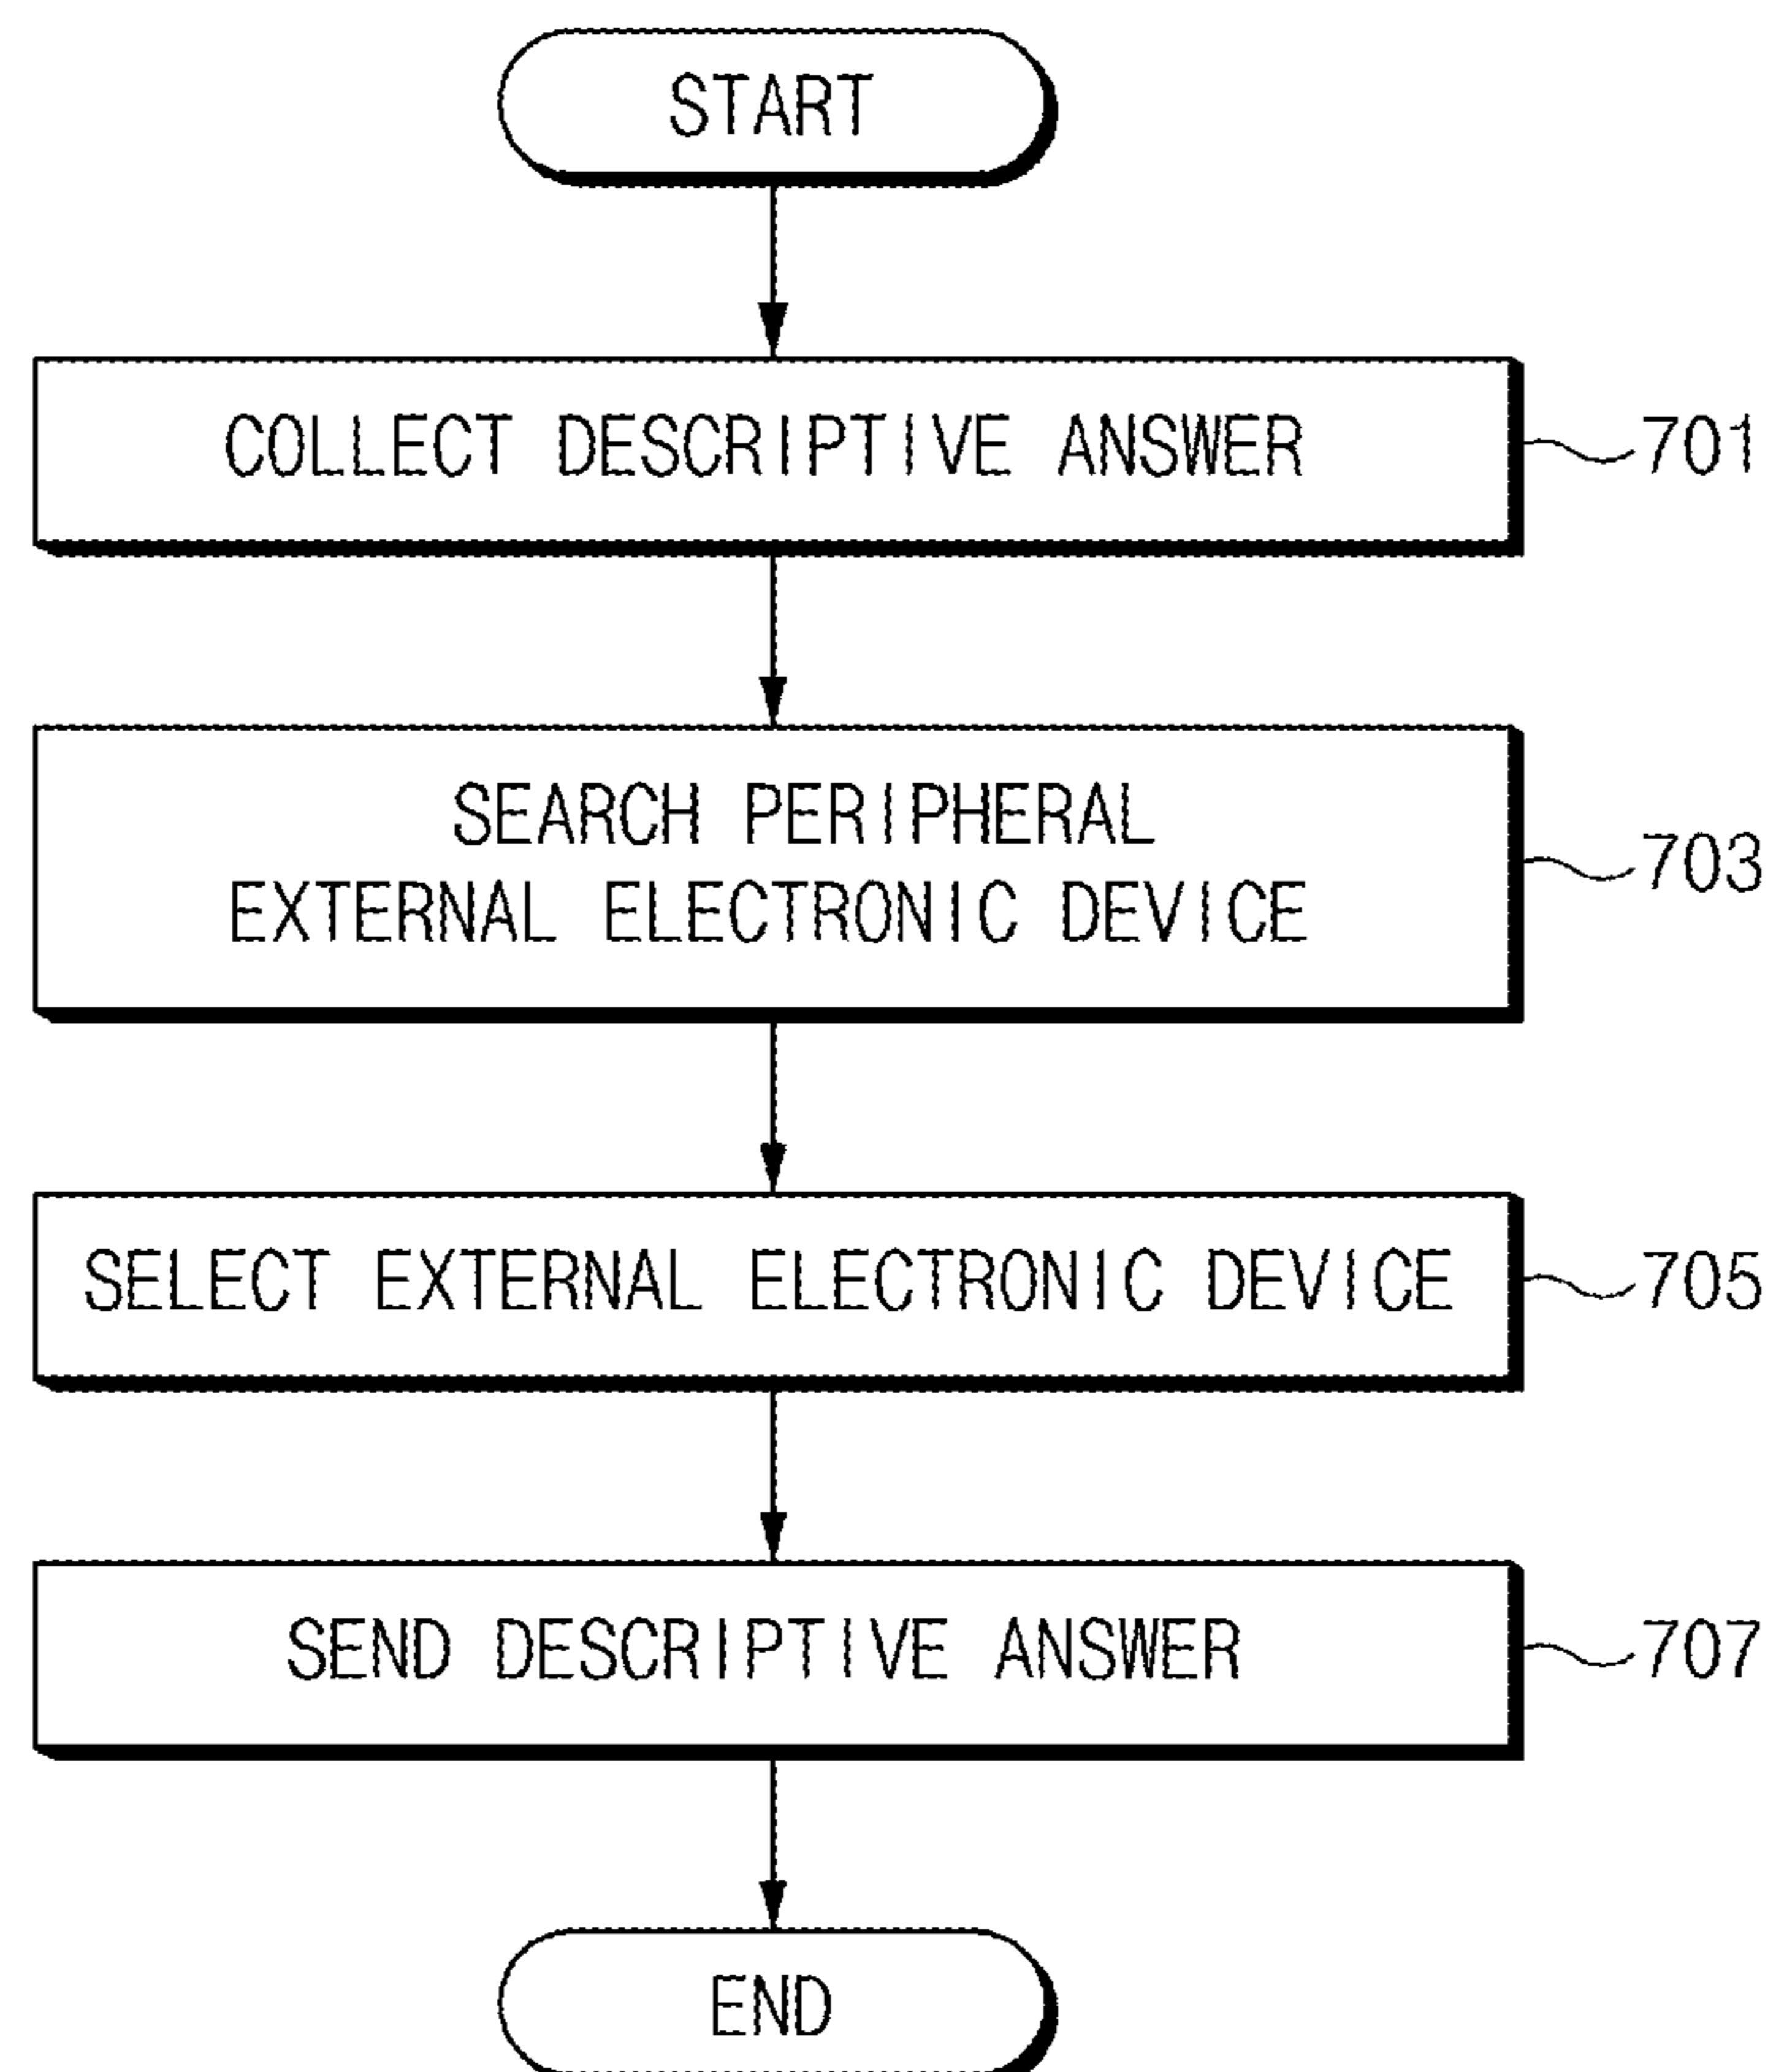 START
COLLECT DESCRIPTIVE ANSWER
701
SEARCH PERIPHERAL
EXTERNAL ELECTRONIC DEVICE
703
SELECT EXTERNAL ELECTRONIC DEVICE
705
SEND DESCRIPTIVE ANSWER
707
END